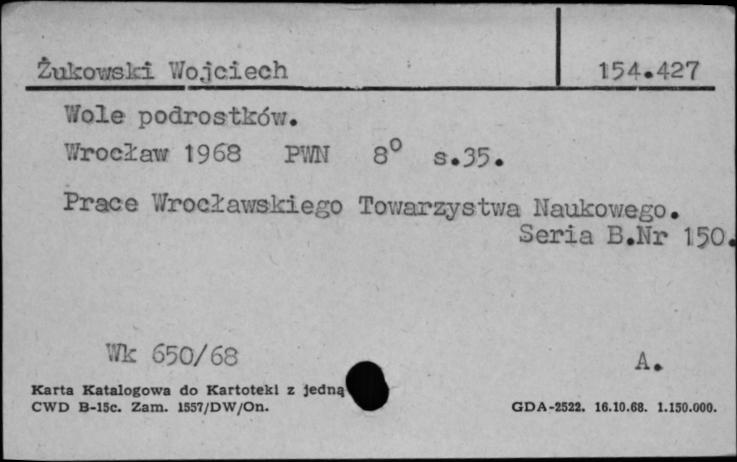 Żukowski Wojciech 154.427
Wole podrostków.
Wrocław 1968 PWN 8° s.35.
Prace Wrocławskiego Towarzystwa Naukowego.
Seria B.Nr 150.
Wk 650/68 A.
Karta Katalogowa do Kartoteki z jedną
CWD B-15c. Zam. 1557/DW/On. GDA-2522. 16.10.68. 1.150.000.